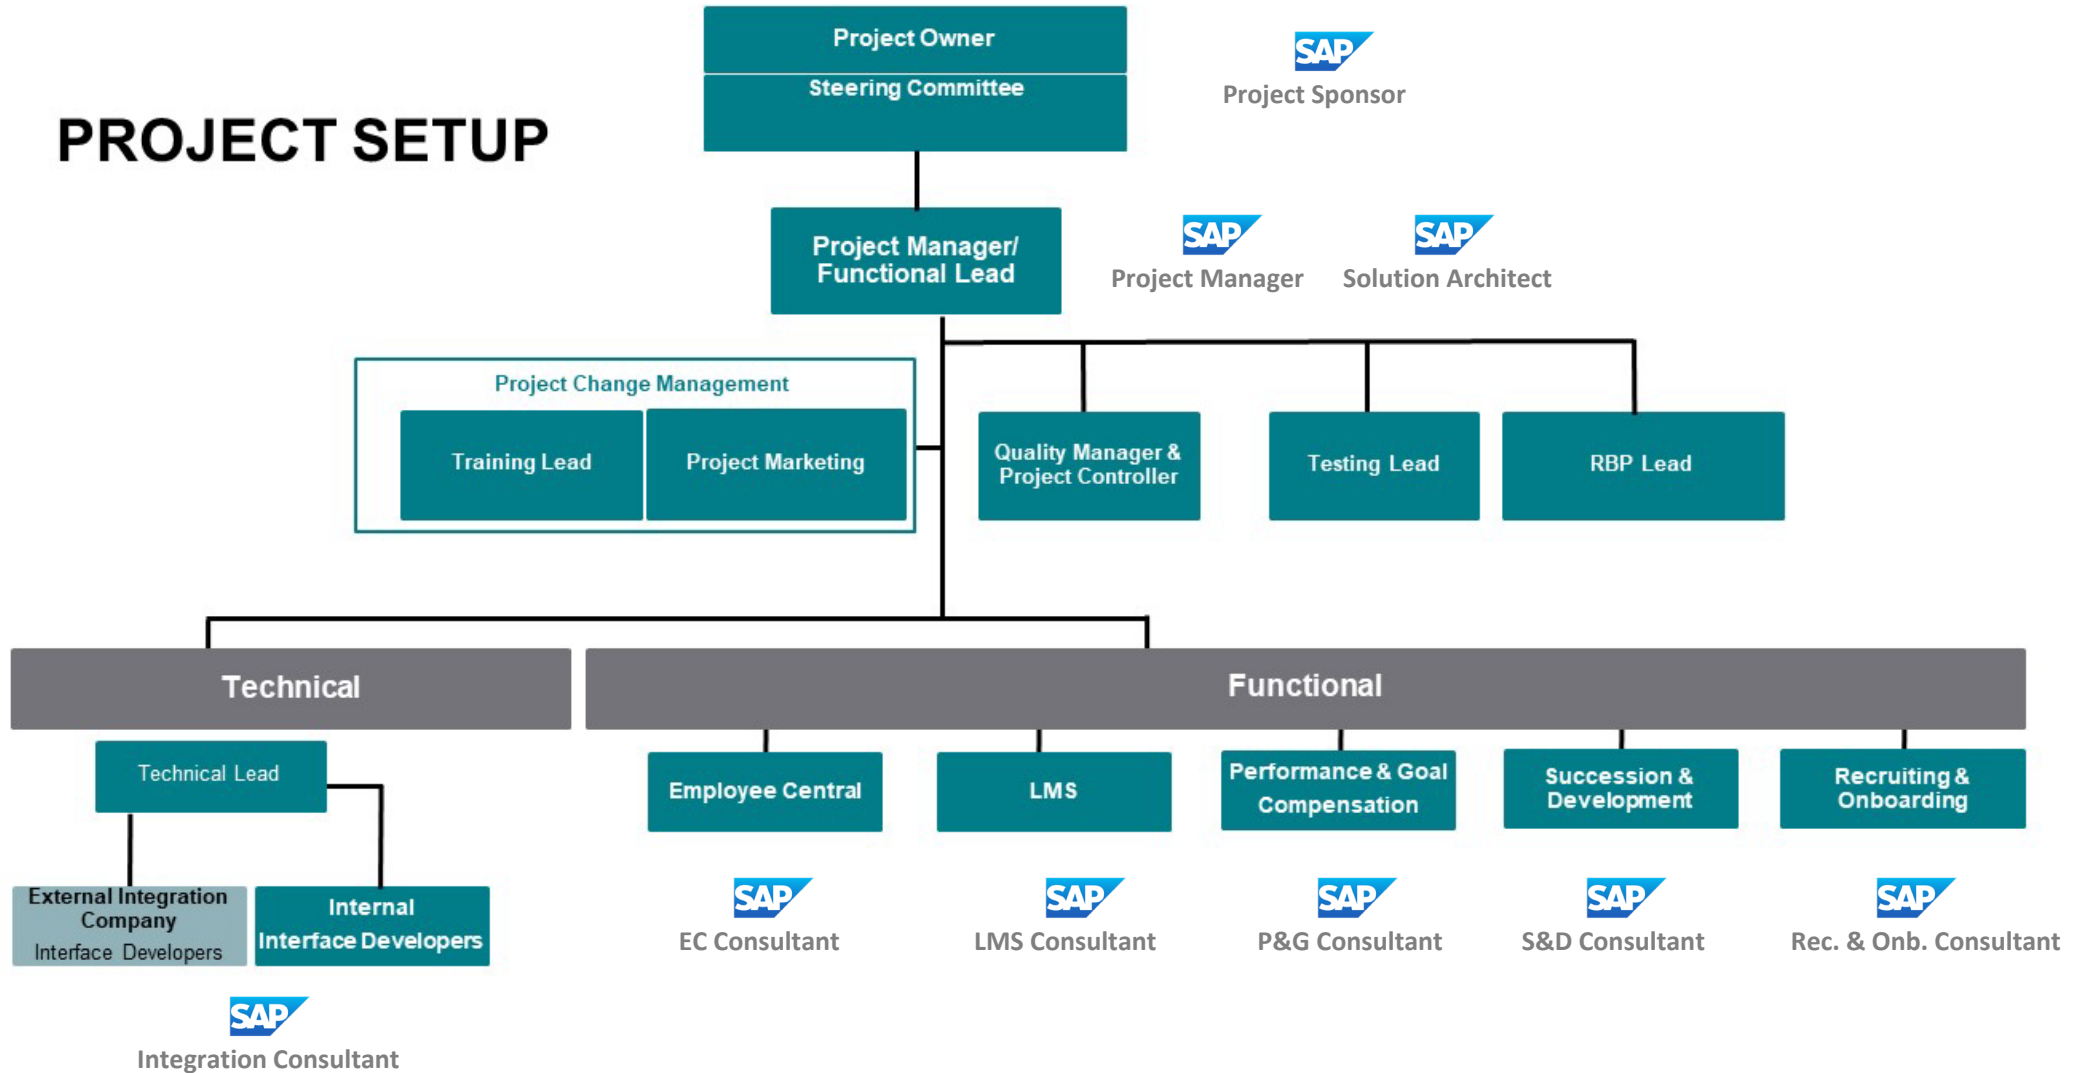 Project Owner
SAP
Steering Committee
Project Sponsor
PROJECT SETUP
Project Manager/
Functional Lead
SAP
SAP
Project Manager
Solution Architect
Project Change Management
Training Lead
Project Marketing
Quality Manager &
Project Controller
Testing Lead
RBP Lead
Technical
Functional
Technical Lead
Employee Central
LMS
Performance & Goal
Compensation
Succession &
Development
Recruiting &
Onboarding
External Integration
Company
Interface Developers
Internal
Interface Developers
SAP
EC Consultant
SAP
LMS Consultant
SAP
P&G Consultant
SAP
S&D Consultant
SAP
Rec. & Onb. Consultant
SAP
Integration Consultant